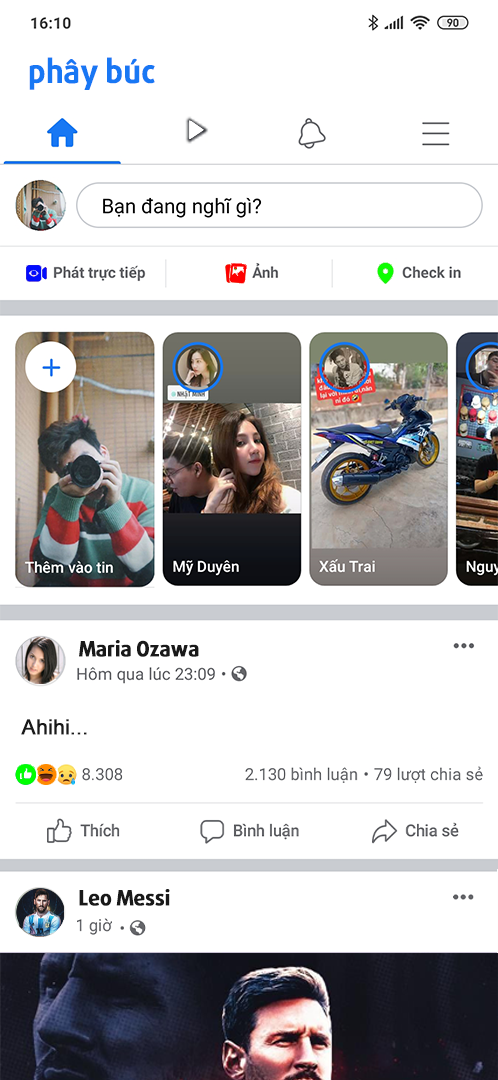 16:10
90
phây búc
Bạn đang nghĩ gì?
Phát trực tiếp
Ảnh
Check in
NHẬT MINH
nỉ đó
Thêm vào tin
Mỹ Duyên
Xấu Trai
Nguy
Maria Ozawa
Hôm qua lúc 23:09
Ahihi...
8.308
2.130 bình luận • 79 lượt chia sẻ
Thích
Bình luận
Chia sẻ
Leo Messi
1 giờ